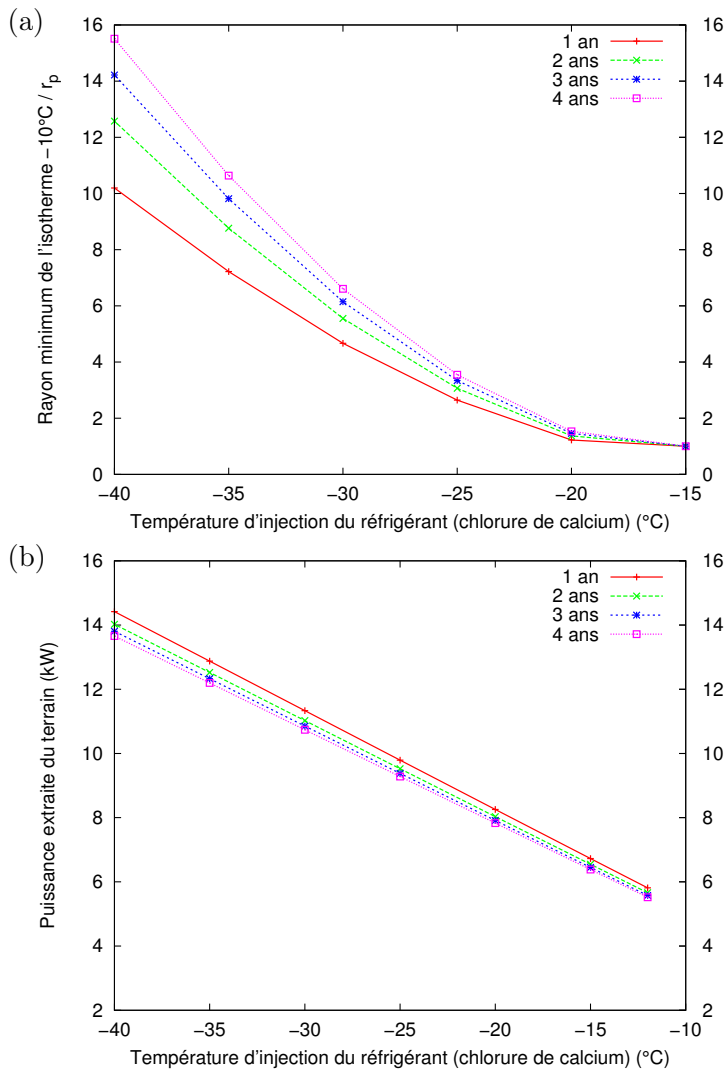 (a)
16
14
12
10
8
6
4
2
0
16
14
12
10
8
6
4
2
0
−40 −35 −30 −25 −20 −15
Rayon minimum de l'isotherme −10°C / r_p
Température d'injection du réfrigérant (chlorure de calcium) (°C)
1 an
2 ans
3 ans
4 ans
(b)
16
14
12
10
8
6
4
2
16
14
12
10
8
6
4
2
−40 −35 −30 −25 −20 −15 −10
Puissance extraite du terrain (kW)
Température d'injection du réfrigérant (chlorure de calcium) (°C)
1 an
2 ans
3 ans
4 ans